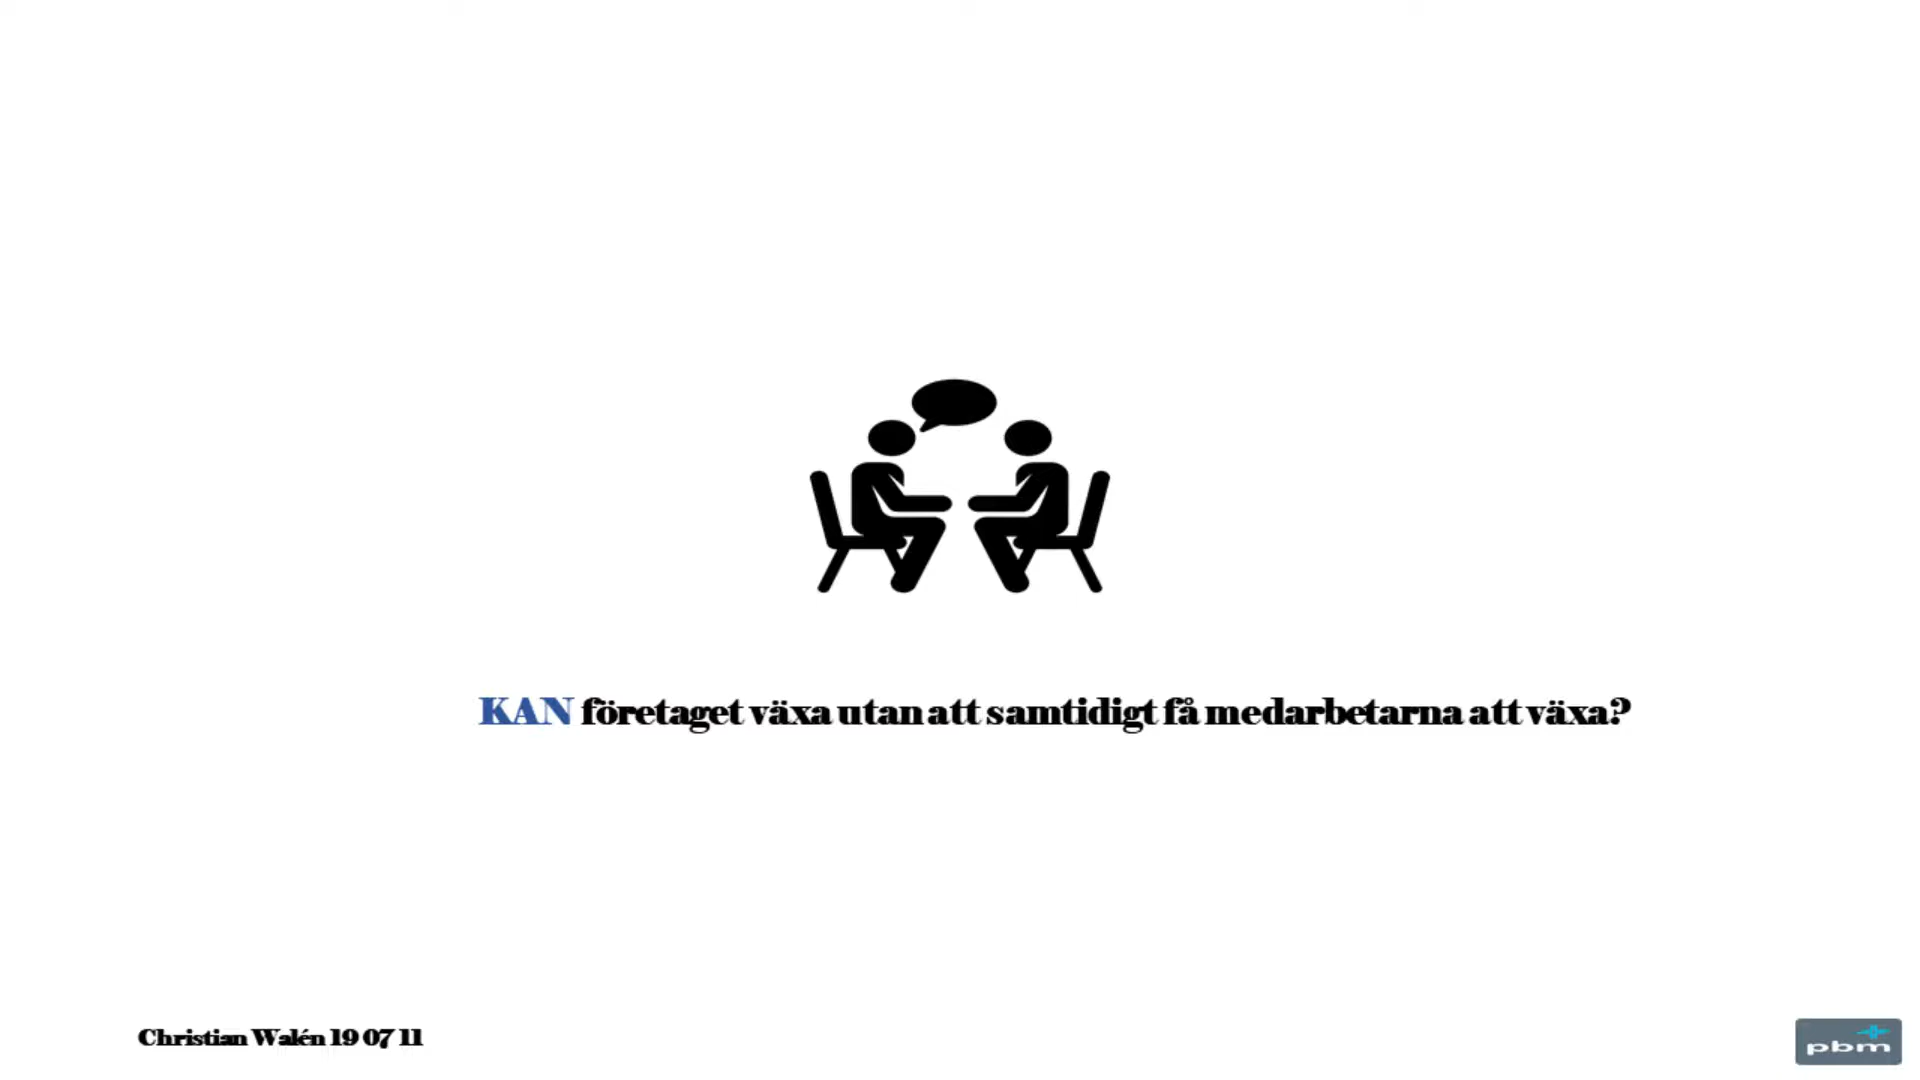 KAN företaget växa utan att samtidigt få medarbetarna att växa?
Christian Walén 19 07 11
pbm